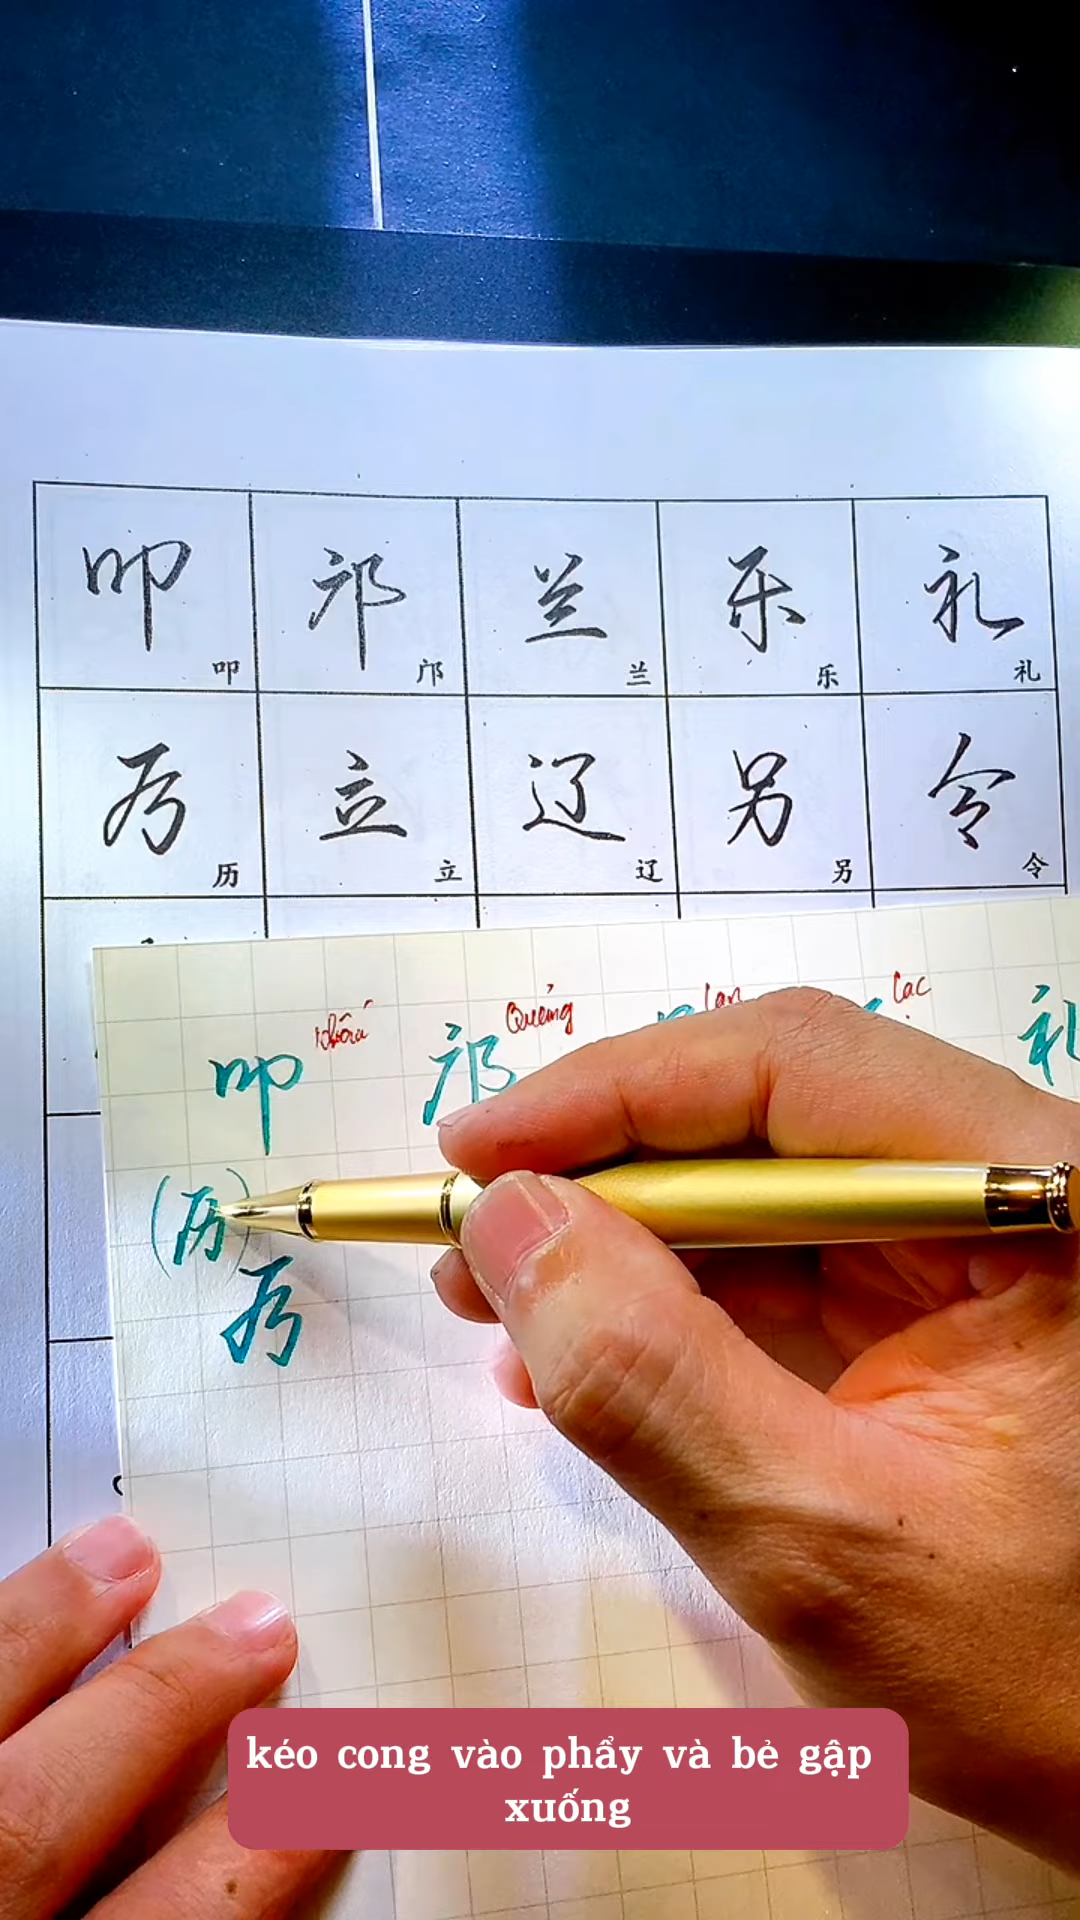 叩 邝 兰 乐 礼
叩 邝 兰 乐 礼
历 立 辽 另 令
历 立 辽 另 令
Quảng Lan Lạc
叩 邝 礼
(历)
历
kéo cong vào phẩy và bẻ gập
xuống